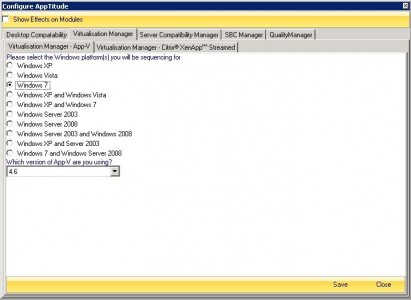 Configure AppTitude
Show Effects on Modules
Desktop Compatability Virtualisation Manager Server Compatibility Manager SBC Manager QualityManager
Virtualisation Manager - App-V Virtualisation Manager - Citrix® XenApp™ Streamed
Please select the Windows platform(s) you will be sequencing for
Windows XP
Windows Vista
Windows 7
Windows XP and Windows Vista
Windows XP and Windows 7
Windows Server 2003
Windows Server 2008
Windows Server 2003 and Windows 2008
Windows XP and Server 2003
Windows 7 and Windows Server 2008
Which version of App-V are you using?
4.6
Save Close